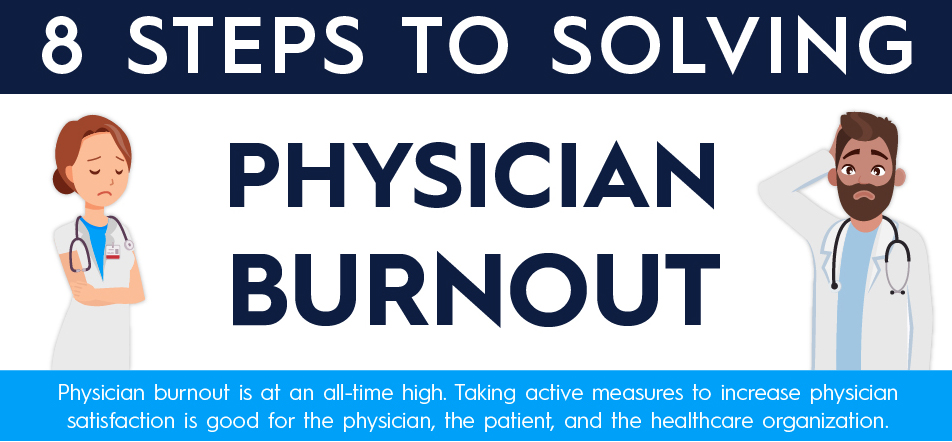 8 STEPS TO SOLVING
PHYSICIAN
BURNOUT
Physician burnout is at an all-time high. Taking active measures to increase physician
satisfaction is good for the physician, the patient, and the healthcare organization.